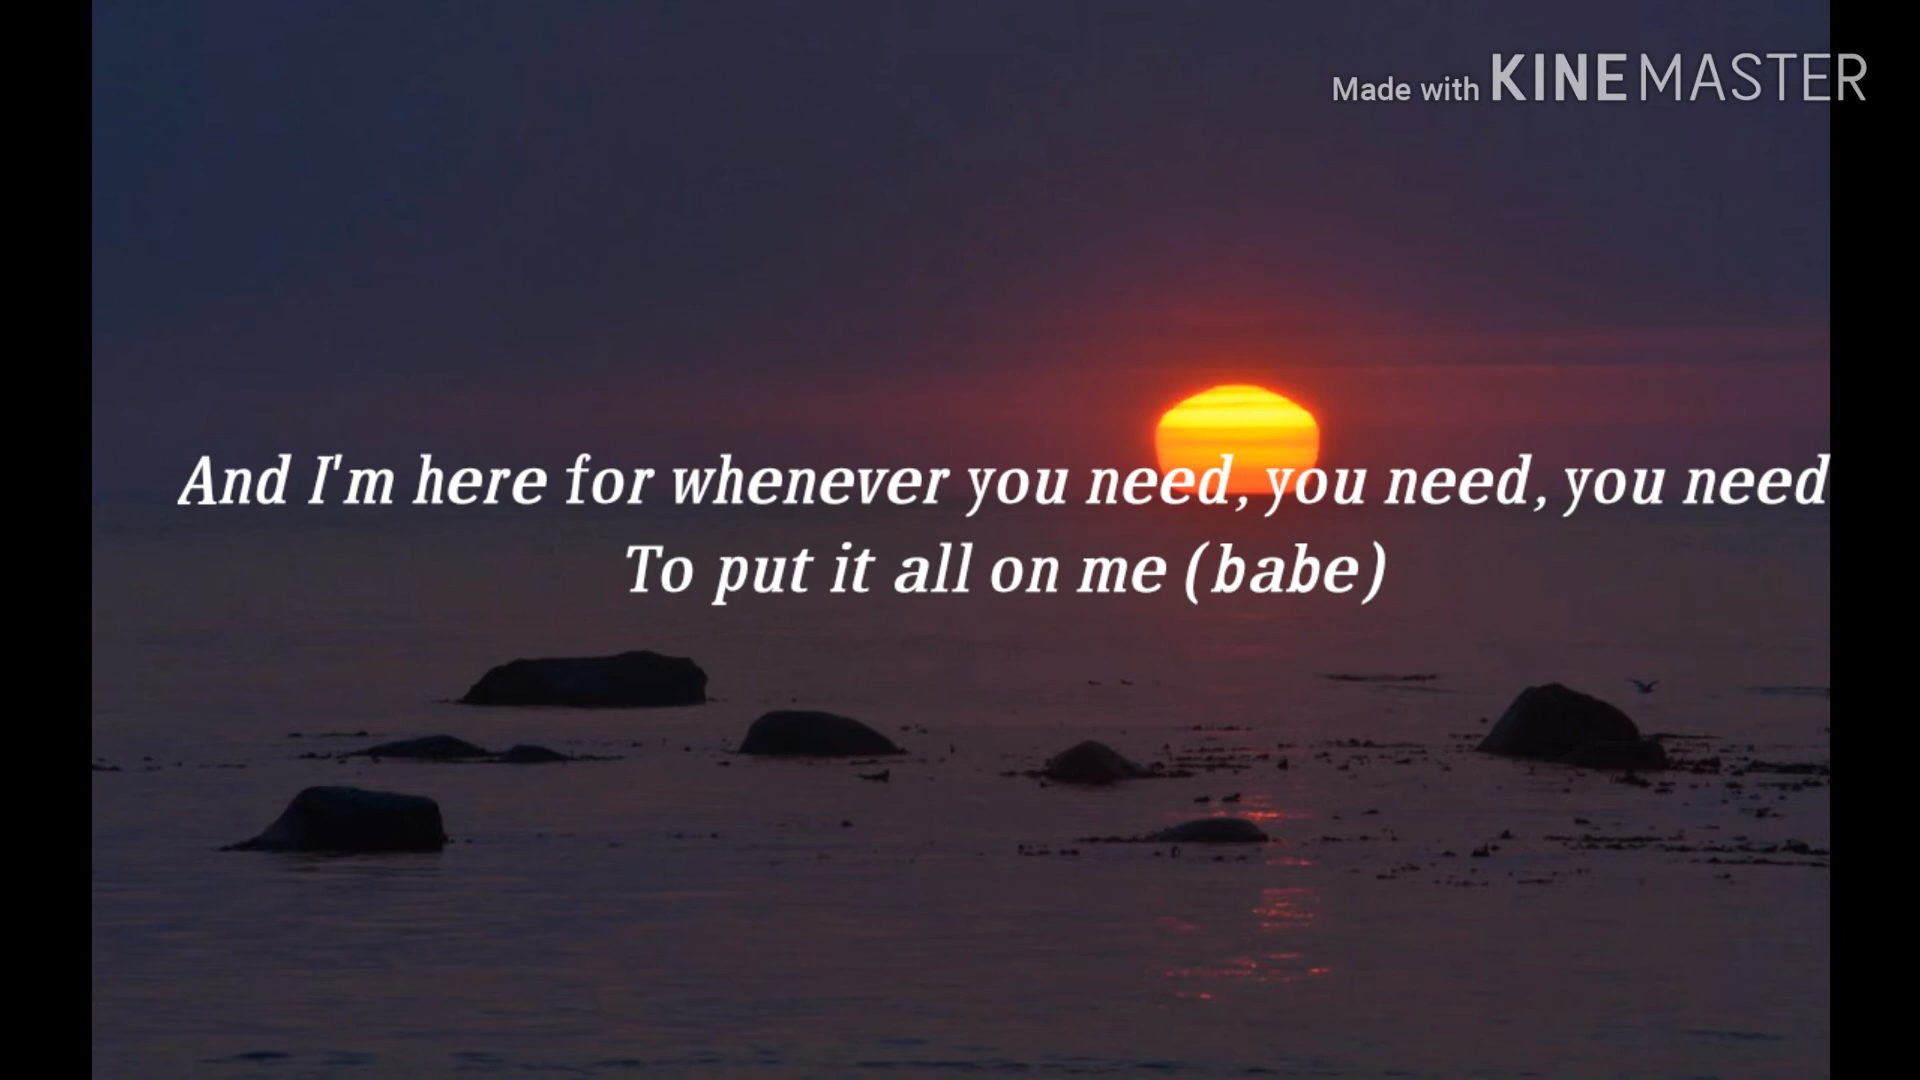 Made with KINEMASTER
And I'm here for whenever you need, you need, you need
To put it all on me (babe)